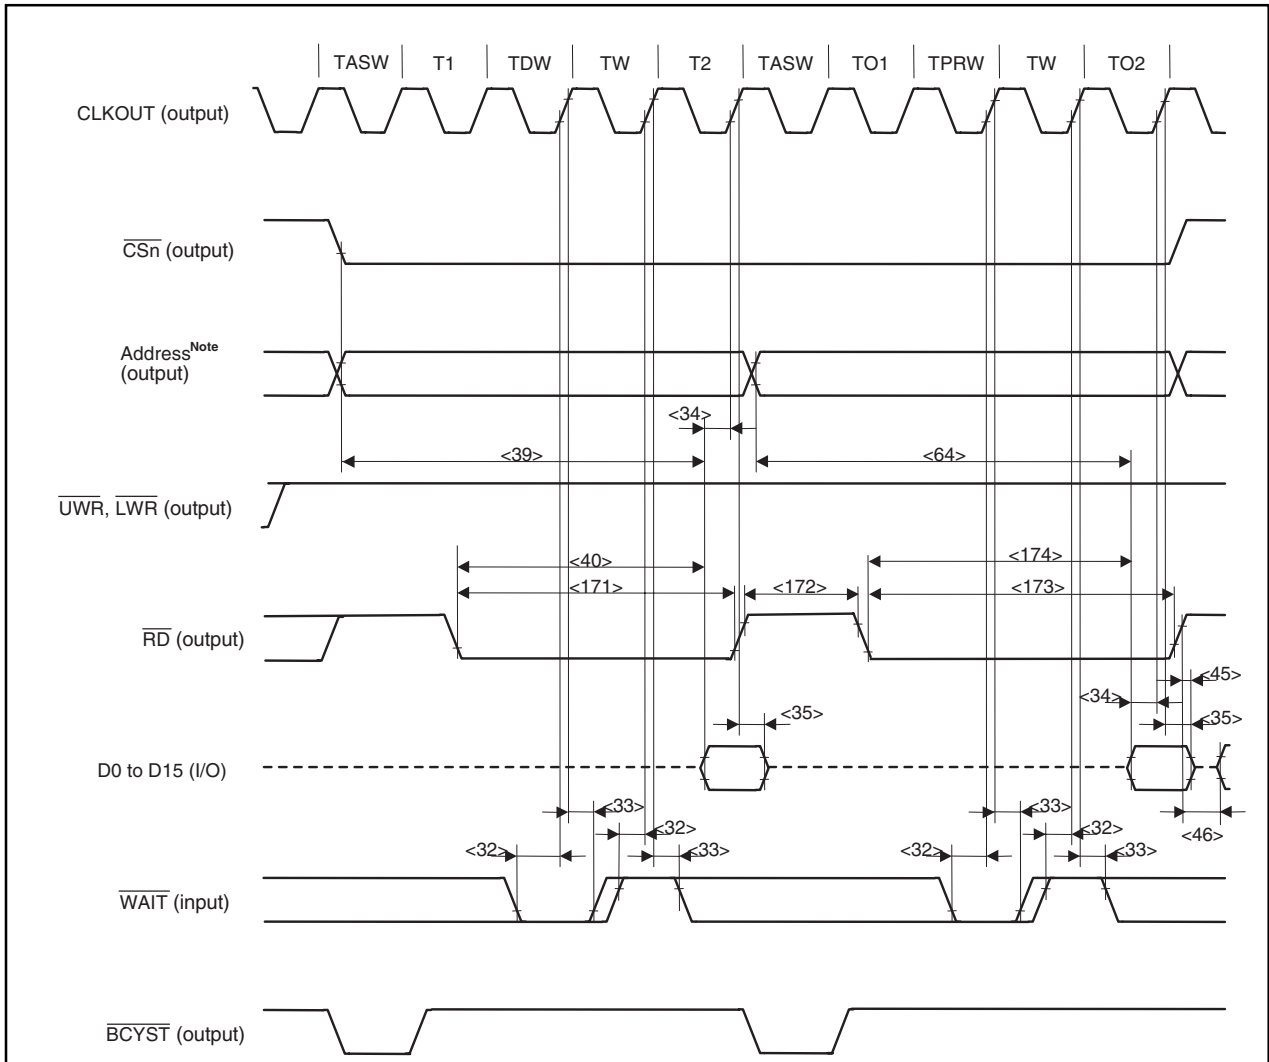 TASW T1 TDW TW T2 TASW TO1 TPRW TW TO2
CLKOUT (output)
CSn (output)
Address Note
(output)
<34>
<39> <64>
UWR, LWR (output)
<40> <174>
<171> <172> <173>
RD (output)
<45>
<34>
<35> <35>
D0 to D15 (I/O)
<33> <33>
<32> <32> <46>
<32> <33> <32> <33>
WAIT (input)
BCYST (output)